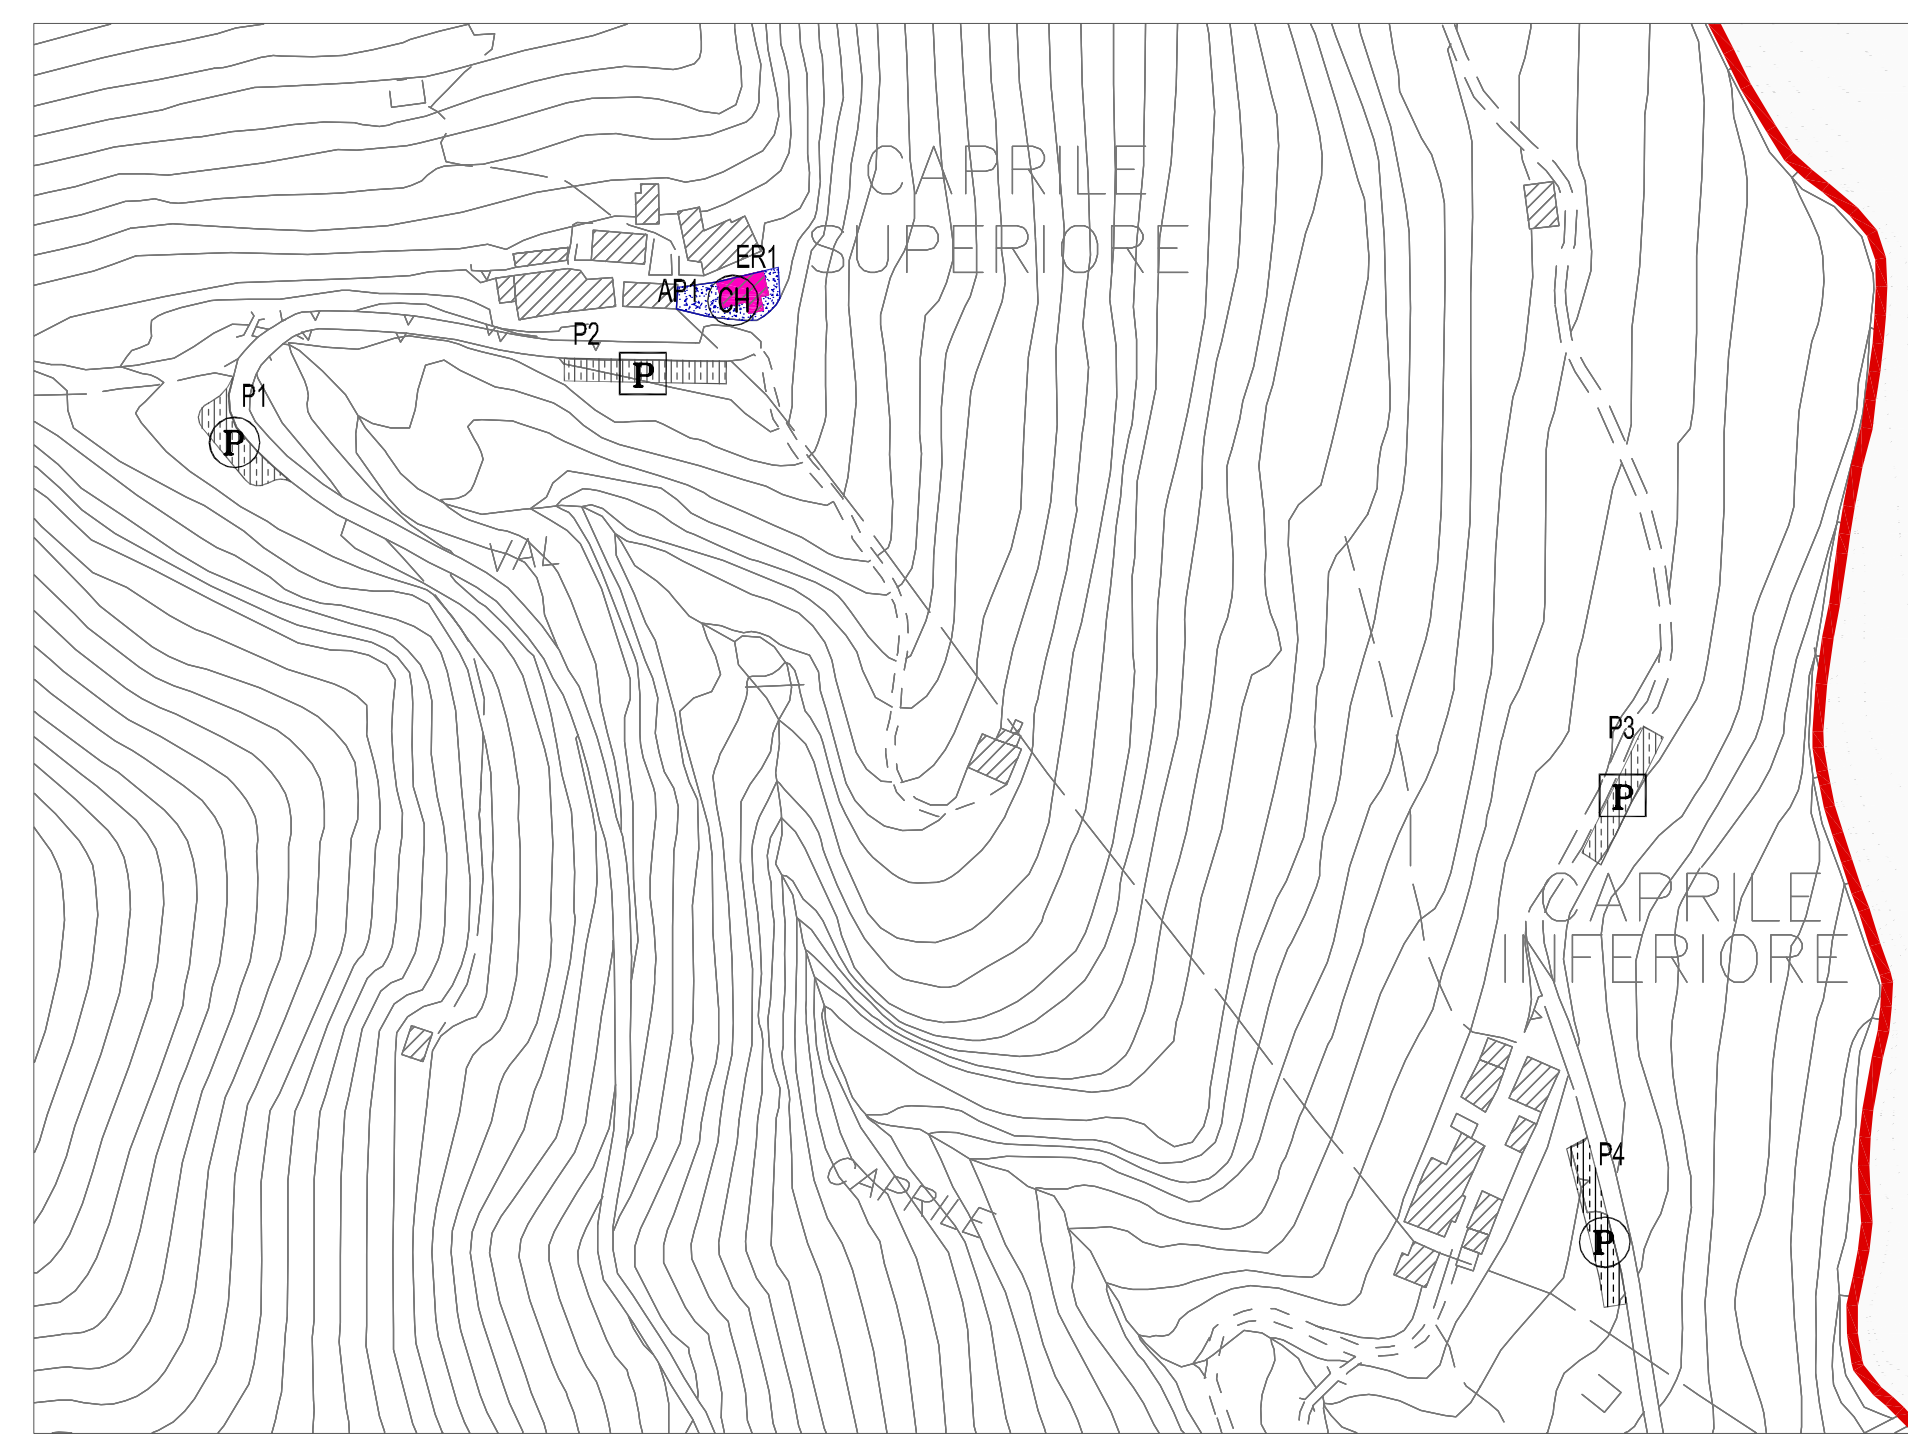 CAPRILE
SUPERIORE
ER1
AP1
CH
P2
P
P1
P
VAL
P3
P
CAPRILE
INFERIORE
P4
CAPRILE
P